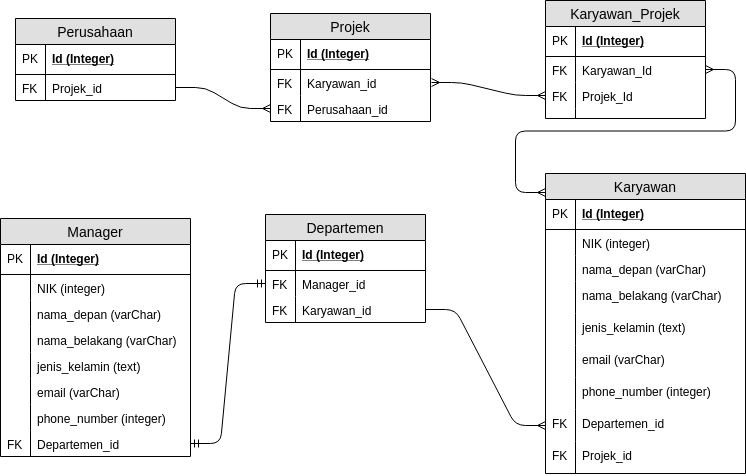 Perusahaan
PK Id (Integer)
FK Projek_id
Projek
PK Id (Integer)
FK Karyawan_id
FK Perusahaan_id
Karyawan_Projek
PK Id (Integer)
FK Karyawan_Id
FK Projek_Id
Manager
PK Id (Integer)
NIK (integer)
nama_depan (varChar)
nama_belakang (varChar)
jenis_kelamin (text)
email (varChar)
phone_number (integer)
FK Departemen_id
Departemen
PK Id (Integer)
FK Manager_id
FK Karyawan_id
Karyawan
PK Id (Integer)
NIK (integer)
nama_depan (varChar)
nama_belakang (varChar)
jenis_kelamin (text)
email (varChar)
phone_number (integer)
FK Departemen_id
FK Projek_id